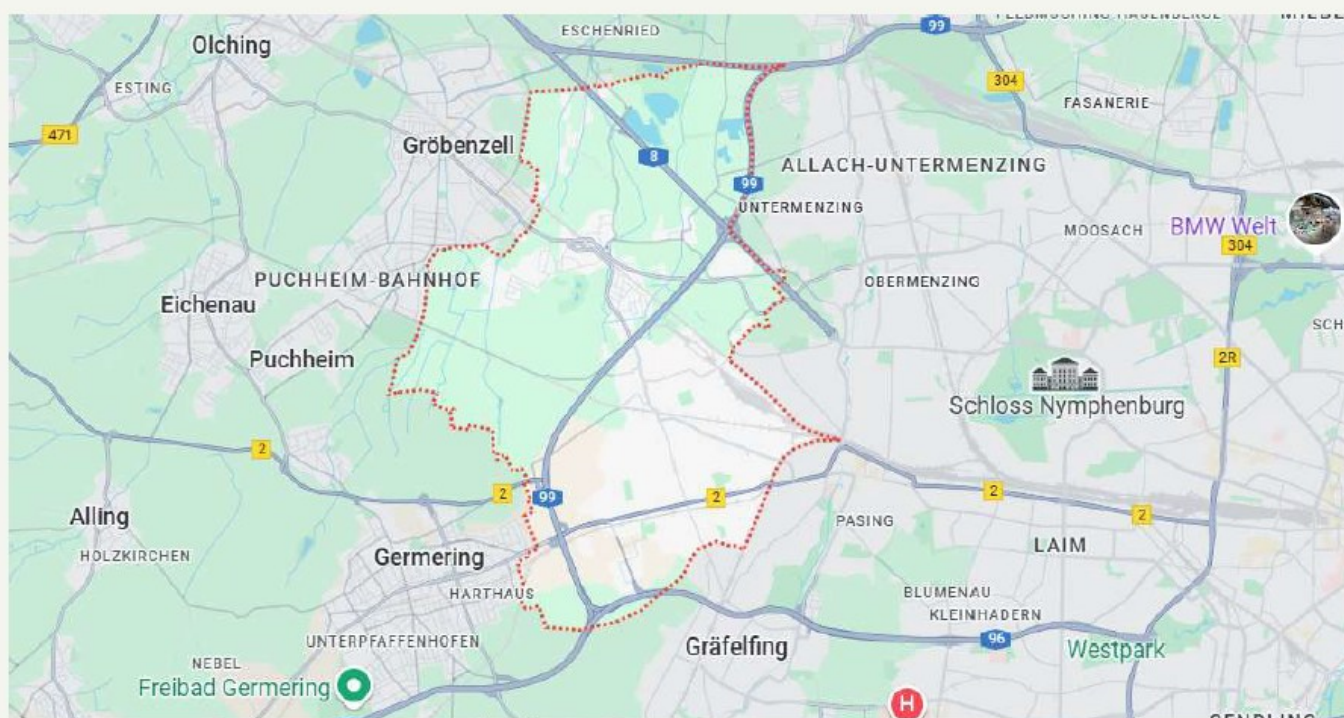 99
ESCHENRIED
Olching
304
ESTING
FASANERIE
471
Gröbenzell
8
ALLACH-UNTERMENZING
99
UNTERMENZING
BMW Welt
MOOSACH
304
PUCHHEIM-BAHNHOF
OBERMENZING
Eichenau
SCH
Puchheim
2R
Schloss Nymphenburg
2
2
99
2
2
2
Alling
PASING
HOLZKIRCHEN
Germering
LAIM
HARTHAUS
BLUMENAU
KLEINHADERN
UNTERPFAFFENHOFEN
Gräfelfing
96
Westpark
NEBEL
Freibad Germering
H